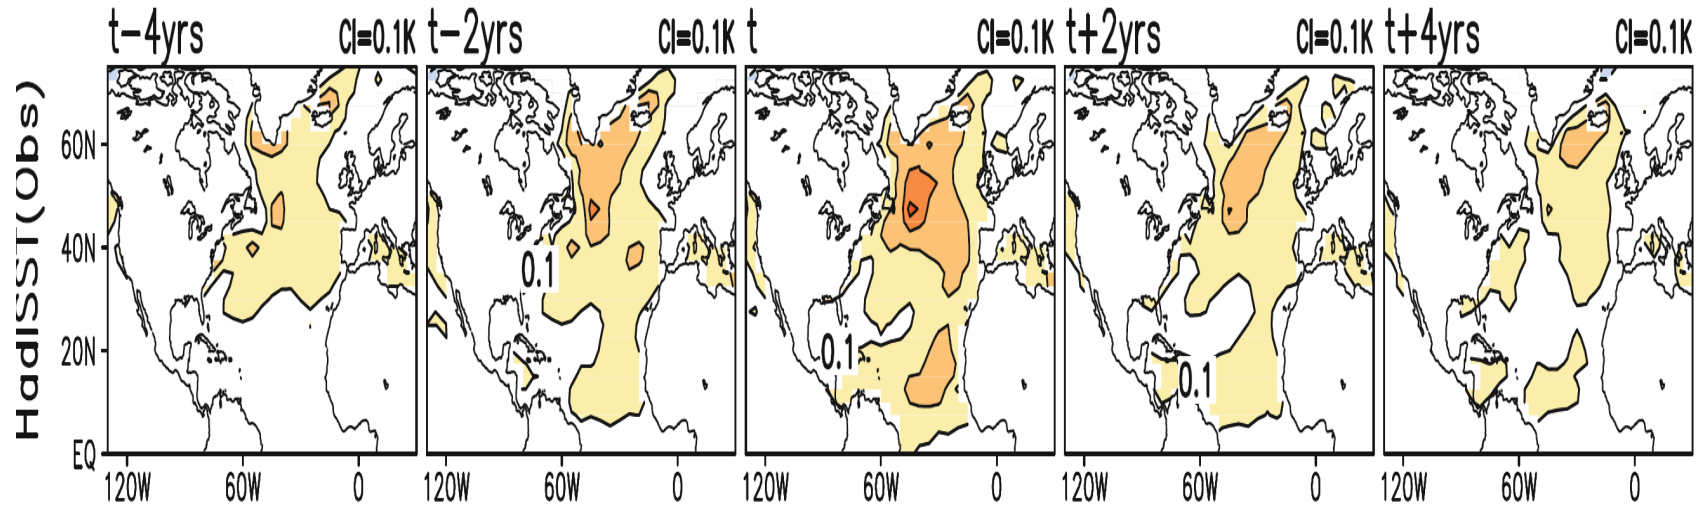 t−4yrs CI=0.1K t−2yrs CI=0.1K t CI=0.1K t+2yrs CI=0.1K t+4yrs CI=0.1K
HadISST(Obs)
60N
40N
0.1
20N
0.1
0.1
EQ
120W 60W 0 120W 60W 0 120W 60W 0 120W 60W 0 120W 60W 0